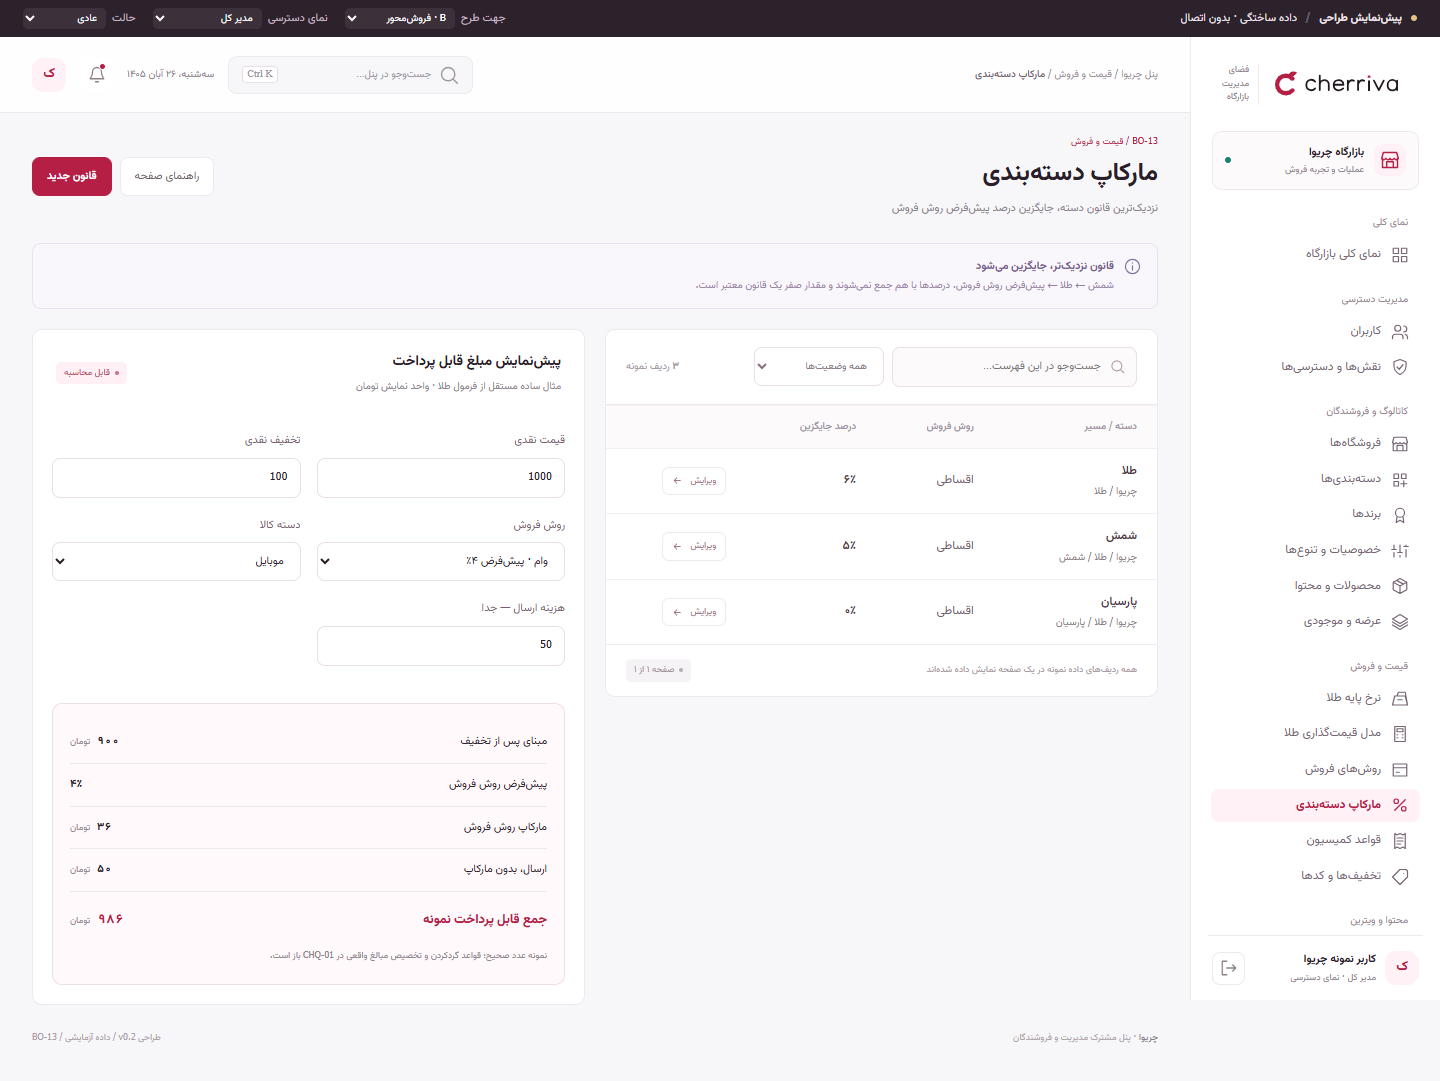 پیش‌نمایش طراحی / داده ساختگی · بدون اتصال
جهت طرح B · فروش‌محور نمای دسترسی مدیر کل حالت عادی
cherriva
فضای
مدیریت
بازارگاه
بازارگاه چریوا
عملیات و تجربه فروش
نمای کلی
نمای کلی بازارگاه
مدیریت دسترسی
کاربران
نقش‌ها و دسترسی‌ها
کاتالوگ و فروشندگان
فروشگاه‌ها
دسته‌بندی‌ها
برندها
خصوصیات و تنوع‌ها
محصولات و محتوا
عرضه و موجودی
قیمت و فروش
نرخ پایه طلا
مدل قیمت‌گذاری طلا
روش‌های فروش
مارکاپ دسته‌بندی
قواعد کمیسیون
تخفیف‌ها و کدها
محتوا و ویترین
ک
کاربر نمونه چریوا
مدیر کل · نمای دسترسی
پنل چریوا / قیمت و فروش / مارکاپ دسته‌بندی
جست‌وجو در پنل... Ctrl K
سه‌شنبه، ۲۶ آبان ۱۴۰۵
ک
BO-13 / قیمت و فروش
مارکاپ دسته‌بندی
نزدیک‌ترین قانون دسته، جایگزین درصد پیش‌فرض روش فروش
راهنمای صفحه
قانون جدید
قانون نزدیک‌تر، جایگزین می‌شود
شمش ← طلا ← پیش‌فرض روش فروش. درصدها با هم جمع نمی‌شوند و مقدار صفر یک قانون معتبر است.
جست‌وجو در این فهرست...
همه وضعیت‌ها
۳ ردیف نمونه
دسته / مسیر روش فروش درصد جایگزین
طلا
چریوا / طلا
اقساطی ۶٪ ویرایش ←
شمش
چریوا / طلا / شمش
اقساطی ۵٪ ویرایش ←
پارسیان
چریوا / طلا / پارسیان
اقساطی ۰٪ ویرایش ←
همه ردیف‌های داده نمونه در یک صفحه نمایش داده شده‌اند
صفحه ۱ از ۱
پیش‌نمایش مبلغ قابل پرداخت
مثال ساده مستقل از فرمول طلا · واحد نمایش تومان
قابل محاسبه
قیمت نقدی
1000
تخفیف نقدی
100
روش فروش
وام · پیش‌فرض ۴٪
دسته کالا
موبایل
هزینه ارسال — جدا
50
مبنای پس از تخفیف ۹۰۰ تومان
پیش‌فرض روش فروش ۴٪
مارکاپ روش فروش ۳۶ تومان
ارسال، بدون مارکاپ ۵۰ تومان
جمع قابل پرداخت نمونه ۹۸۶ تومان
نمونه عدد صحیح؛ قواعد گردکردن و تخصیص مبالغ واقعی در CHQ-01 باز است.
چریوا · پنل مشترک مدیریت و فروشندگان
طراحی v0.2 / داده آزمایشی / BO-13